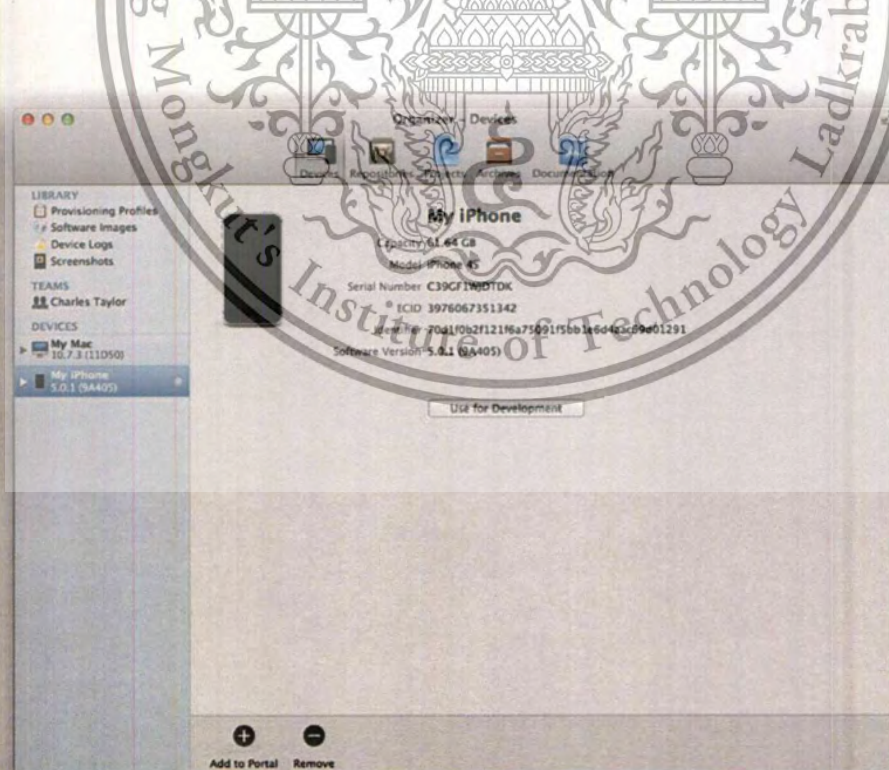 Mongkut's Institute of Technology Ladkrab
Organizer - Devices
Devices Repositories Projects Archives Documentation
LIBRARY
Provisioning Profiles
Software Images
Device Logs
Screenshots
TEAMS
Charles Taylor
DEVICES
My Mac
10.7.3 (11D50)
My iPhone
5.0.1 (9A405)
My iPhone
Capacity 61.64 GB
Model iPhone 4S
Serial Number
ECID 3976067351342
Identifier
Software Version 5.0.1 (9A405)
Use for Development
Add to Portal Remove